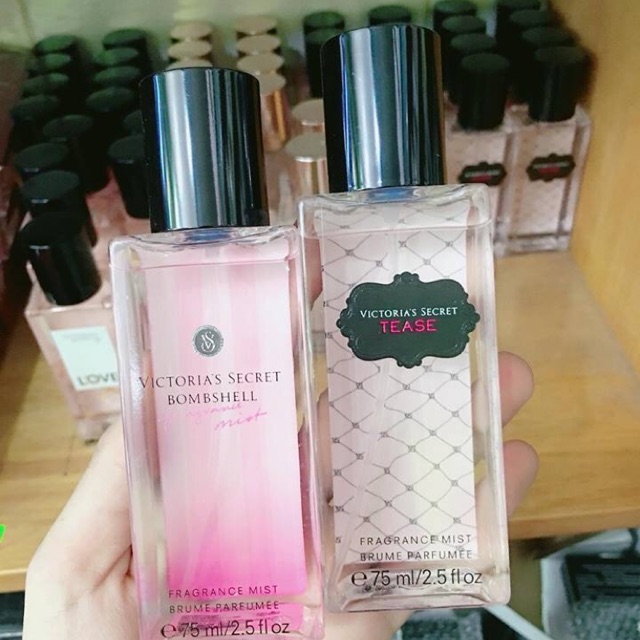 VS
VICTORIA'S SECRET
BOMBSHELL
fragrance mist
FRAGRANCE MIST
BRUME PARFUMÉE
℮ 75 ml/2.5 fl oz
VICTORIA'S SECRET
TEASE
FRAGRANCE MIST
BRUME PARFUMÉE
℮ 75 ml/2.5 fl oz
LOVE